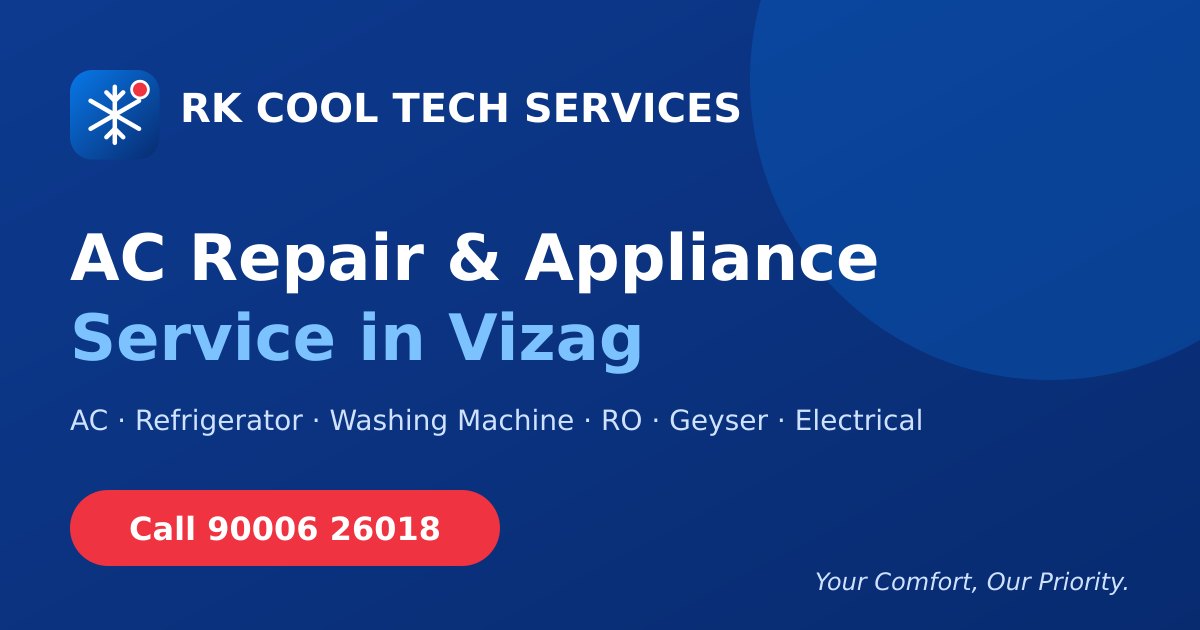 RK COOL TECH SERVICES
AC Repair & Appliance
Service in Vizag
AC · Refrigerator · Washing Machine · RO · Geyser · Electrical
Call 90006 26018
Your Comfort, Our Priority.